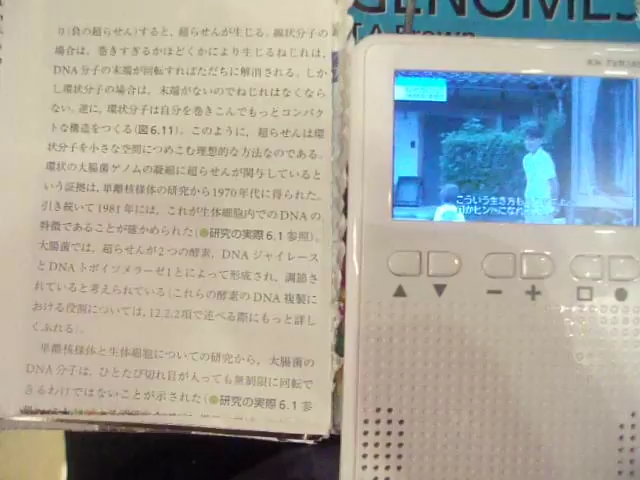 り(負の超らせん)すると,超らせんが生じる。線状分子の
場合は,巻きすぎるかほどくかにより生じるねじれは,
DNA分子の末端が回転すればただちに解消される。しか
し環状分子の場合は,末端がないのでねじれはなくなら
ない。逆に,環状分子は自分を巻きこんでもっとコンパク
トな構造をつくる(図6.11)。このように,超らせんは環
状分子を小さな空間につめこむ理想的な方法なのである。
環状の大腸菌ゲノムの凝縮に超らせんが関与しているとい
う証拠は,単離核様体の研究から1970年代に得られた。
引き続いて1981年には,これが生体細胞内でのDNAの
特徴であることが確かめられた(●研究の実際6.1参照)。
大腸菌では,超らせんが2つの酵素,DNAジャイレース
とDNAトポイソメラーゼIとによって形成され,調節さ
れていると考えられている(これらの酵素のDNA複製に
おける役割については,12.2.2項で述べる際にもっと詳し
くふれる)。
単離核様体と生体細胞についての研究から,大腸菌の
DNA分子は,ひとたび切れ目が入っても無制限に回転で
きるわけではないことが示された(●研究の実際6.1参
GENOMES
T.A. Brown
こういう生き方も
何かヒントになれ
▲ ▼ − + □ ●